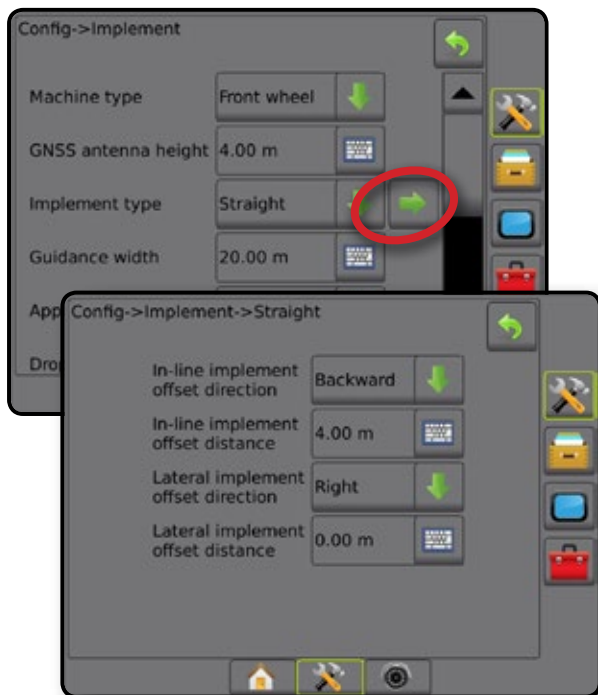 Config->Implement
Machine type Front wheel
GNSS antenna height 4.00 m
Implement type Straight
Guidance width 20.00 m
Config->Implement->Straight
In-line implement
offset direction Backward
In-line implement
offset distance 4.00 m
Lateral implement
offset direction Right
Lateral implement
offset distance 0.00 m